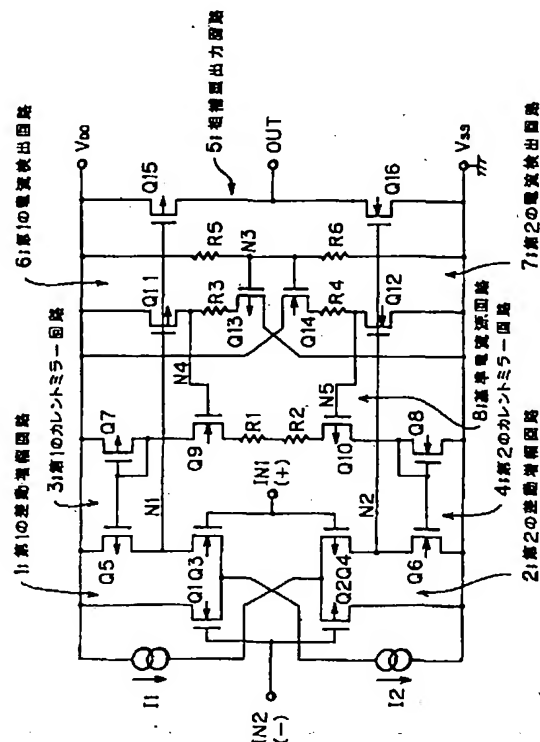 1;第1の差動増幅回路
3;第1のカレントミラー回路
6;第1の電流検出回路
VDD
Q5
Q7
Q11
Q15
N1
N4
5;相補型出力回路
I1
Q1
Q3
Q9
R3
R5
Q13
N3
IN2
(-)
IN1
(+)
R1
R2
OUT
Q2
Q4
Q10
Q14
R4
R6
N5
I2
N2
Q6
Q8
Q12
Q16
8;基準電流源回路
VSS
2;第2の差動増幅回路
4;第2のカレントミラー回路
7;第2の電流検出回路